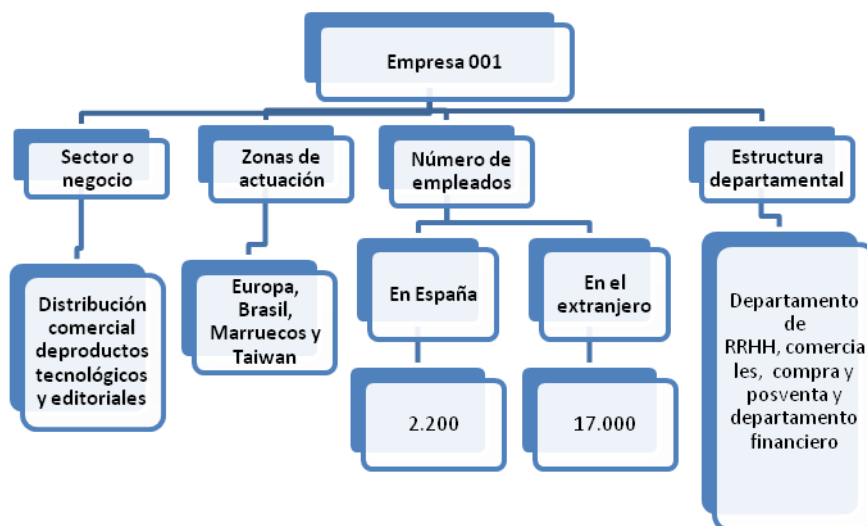 Empresa 001
Sector o
negocio
Zonas de
actuación
Número de
empleados
Estructura
departamental
Distribución
comercial
deproductos
tecnológicos
y editoriales
Europa,
Brasil,
Marruecos y
Taiwan
En España
En el
extranjero
2.200
17.000
Departamento
de
RRHH, comercia
les, compra y
posventa y
departamento
financiero